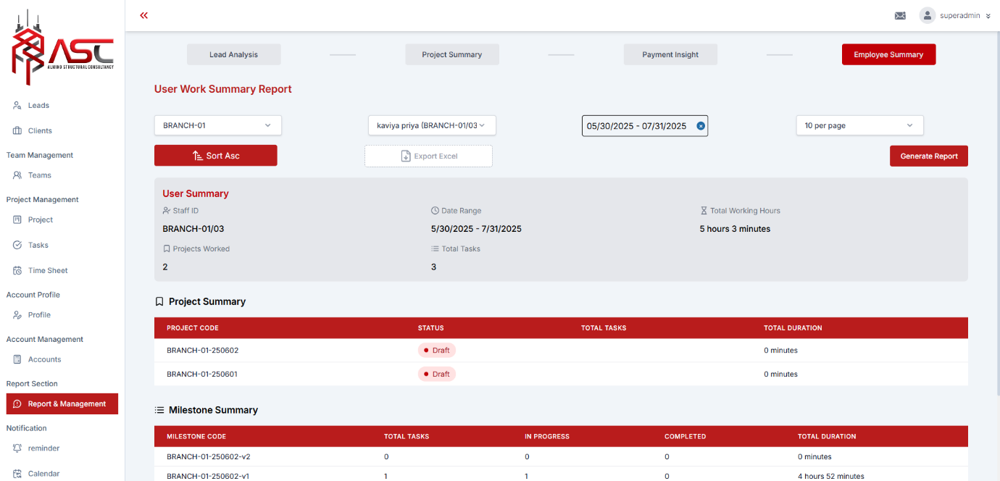 ASC
ALMINO STRUCTURAL CONSULTANCY
Leads
Clients
Team Management
Teams
Project Management
Project
Tasks
Time Sheet
Account Profile
Profile
Account Management
Accounts
Report Section
Report & Management
Notification
reminder
Calendar
superadmin
Lead Analysis
Project Summary
Payment Insight
Employee Summary
User Work Summary Report
BRANCH-01
kaviya priya (BRANCH-01/03
05/30/2025 - 07/31/2025
10 per page
Sort Asc
Export Excel
Generate Report
User Summary
Staff ID
Date Range
Total Working Hours
BRANCH-01/03
5/30/2025 - 7/31/2025
5 hours 3 minutes
Projects Worked
Total Tasks
2
3
Project Summary
PROJECT CODE STATUS TOTAL TASKS TOTAL DURATION
BRANCH-01-250602 Draft 0 minutes
BRANCH-01-250601 Draft 0 minutes
Milestone Summary
MILESTONE CODE TOTAL TASKS IN PROGRESS COMPLETED TOTAL DURATION
BRANCH-01-250602-v2 0 0 0 0 minutes
BRANCH-01-250602-v1 1 1 0 4 hours 52 minutes